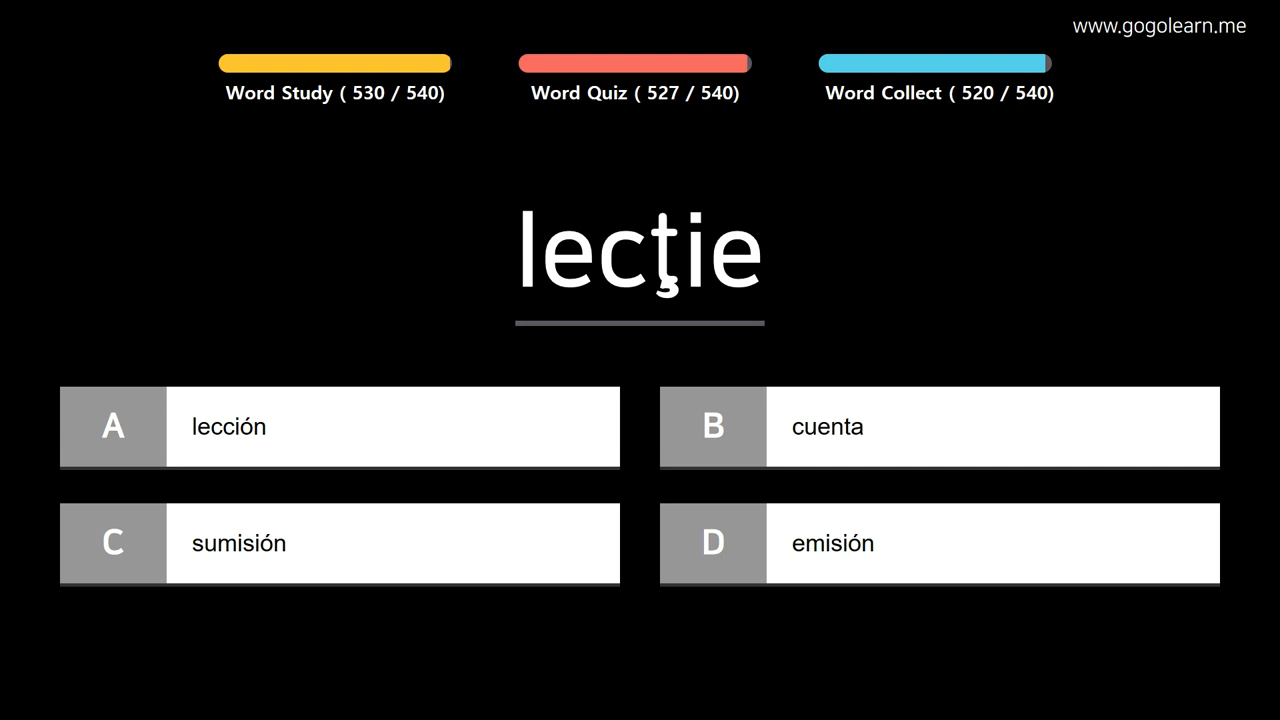 www.gogolearn.me
Word Study ( 530 / 540)
Word Quiz ( 527 / 540)
Word Collect ( 520 / 540)
lecţie
A lección
B cuenta
C sumisión
D emisión